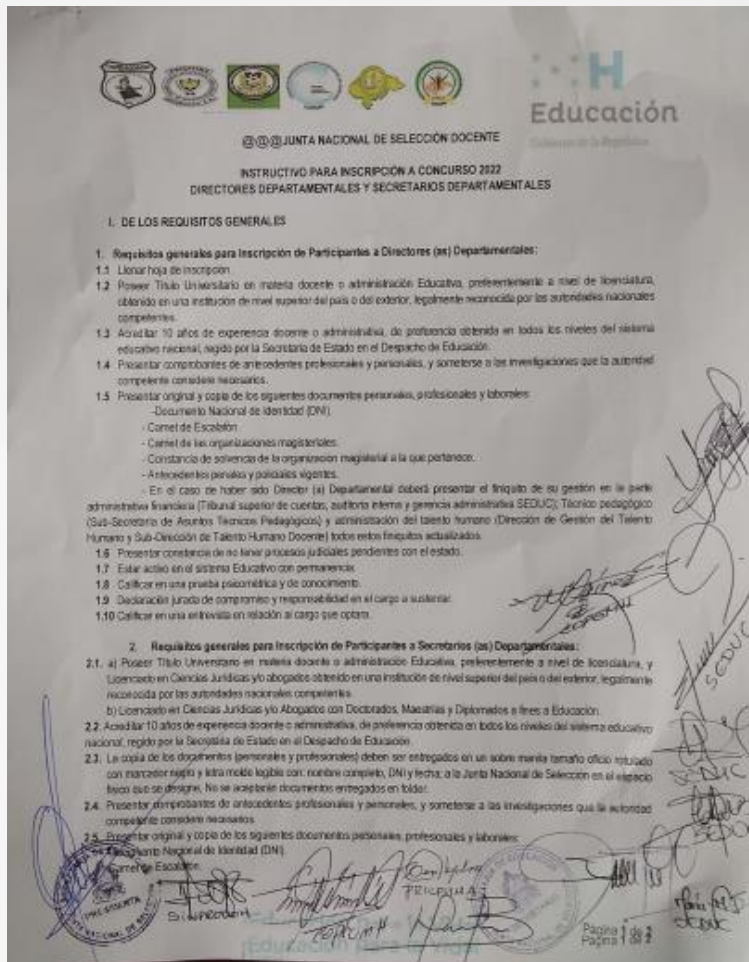 Educación
Gobierno de la República
@@@JUNTA NACIONAL DE SELECCIÓN DOCENTE
INSTRUCTIVO PARA INSCRIPCIÓN A CONCURSO 2022
DIRECTORES DEPARTAMENTALES Y SECRETARIOS DEPARTAMENTALES
I. DE LOS REQUISITOS GENERALES
1. Requisitos generales para Inscripción de Participantes a Directores (as) Departamentales:
1.1 Llenar hoja de inscripción
1.2 Poseer Título Universitario en materia docente o administración Educativa, preferentemente a nivel de licenciatura,
obtenido en una institución de nivel superior del país o del exterior, legalmente reconocida por las autoridades nacionales
competentes.
1.3 Acreditar 10 años de experiencia docente o administrativa, de preferencia obtenida en todos los niveles del sistema
educativo nacional, regido por la Secretaría de Estado en el Despacho de Educación.
1.4 Presentar comprobantes de antecedentes profesionales y personales, y someterse a las investigaciones que la autoridad
competente considere necesarios.
1.5 Presentar original y copia de los siguientes documentos personales, profesionales y laborales:
-Documento Nacional de Identidad (DNI).
- Carnet de Escalafón.
- Carnet de las organizaciones magisteriales.
- Constancia de solvencia de la organización magisterial a la que pertenece.
- Antecedentes penales y policiales vigentes.
- En el caso de haber sido Director (a) Departamental deberá presentar el finiquito de su gestión en la parte
administrativa financiera (Tribunal superior de cuentas, auditoría interna y gerencia administrativa SEDUC); Técnico pedagógico
(Sub-Secretaría de Asuntos Técnicos Pedagógicos) y administración del talento humano (Dirección de Gestión del Talento
Humano y Sub-Dirección de Talento Humano Docente) todos estos finiquitos actualizados.
1.6 Presentar constancia de no tener procesos judiciales pendientes con el estado.
1.7 Estar activo en el sistema Educativo con permanencia.
1.8 Calificar en una prueba psicométrica y de conocimiento.
1.9 Declaración jurada de compromiso y responsabilidad en el cargo a sustentar.
1.10 Calificar en una entrevista en relación al cargo que optara.
2. Requisitos generales para Inscripción de Participantes a Secretarios (as) Departamentales:
2.1. a) Poseer Título Universitario en materia docente o administración Educativa, preferentemente a nivel de licenciatura, y
Licenciado en Ciencias Jurídicas y/o abogados obtenido en una institución de nivel superior del país o del exterior, legalmente
reconocida por las autoridades nacionales competentes.
b) Licenciado en Ciencias Jurídicas y/o Abogados con Doctorados, Maestrías y Diplomados a fines a Educación.
2.2. Acreditar 10 años de experiencia docente o administrativa, de preferencia obtenida en todos los niveles del sistema educativo
nacional, regido por la Secretaría de Estado en el Despacho de Educación.
2.3. La copia de los documentos (personales y profesionales) deben ser entregados en un sobre manila tamaño oficio rotulado
con marcador negro y letra molde legible con: nombre completo, DNI y fecha; a la Junta Nacional de Selección en el espacio
físico que se designe. No se aceptarán documentos entregados en folder.
2.4. Presentar comprobantes de antecedentes profesionales y personales, y someterse a las investigaciones que la autoridad
competente considere necesarios.
2.5. Presentar original y copia de los siguientes documentos personales, profesionales y laborales:
Documento Nacional de Identidad (DNI).
Carnet de Escalafón.
SEDUC
SEDUC
SEDUC
SEDUC
SINPRODOH
PRICPHMA
COPRUMH
PRESIDENTA
Página 1 de 2
Página 1 de 2